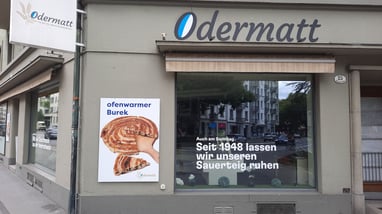 Odermatt
Odermatt
ofenwarmer
Burek
Auch am Sonntag.
Seit 1948 lassen
wir unseren
Sauerteig ruhen